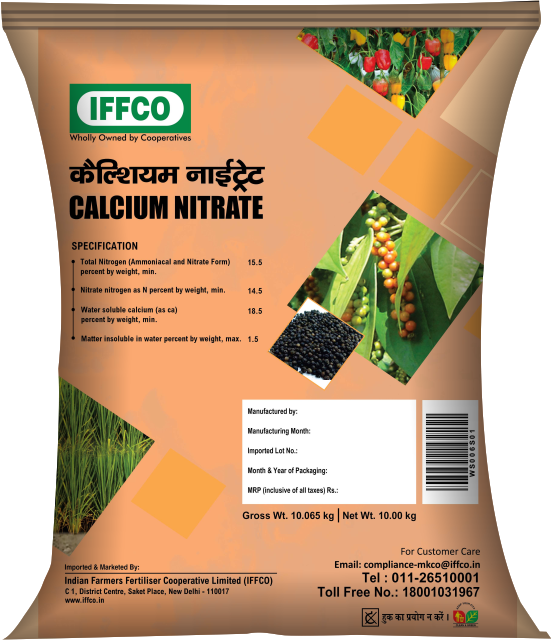 IFFCO
Wholly Owned by Cooperatives
कैल्शियम नाईट्रेट
CALCIUM NITRATE
SPECIFICATION
• Total Nitrogen (Ammoniacal and Nitrate Form) 15.5
percent by weight, min.
• Nitrate nitrogen as N percent by weight, min. 14.5
• Water soluble calcium (as ca) 18.5
percent by weight, min.
• Matter insoluble in water percent by weight, max. 1.5
Manufactured by:
Manufacturing Month:
Imported Lot No.:
Month & Year of Packaging:
MRP (inclusive of all taxes) Rs.:
WS006S01
Gross Wt. 10.065 kg | Net Wt. 10.00 kg
Imported & Marketed By:
Indian Farmers Fertiliser Cooperative Limited (IFFCO)
C 1, District Centre, Saket Place, New Delhi - 110017
www.iffco.in
For Customer Care
Email: compliance-mkco@iffco.in
Tel : 011-26510001
Toll Free No.: 18001031967
हुक का प्रयोग न करें ।